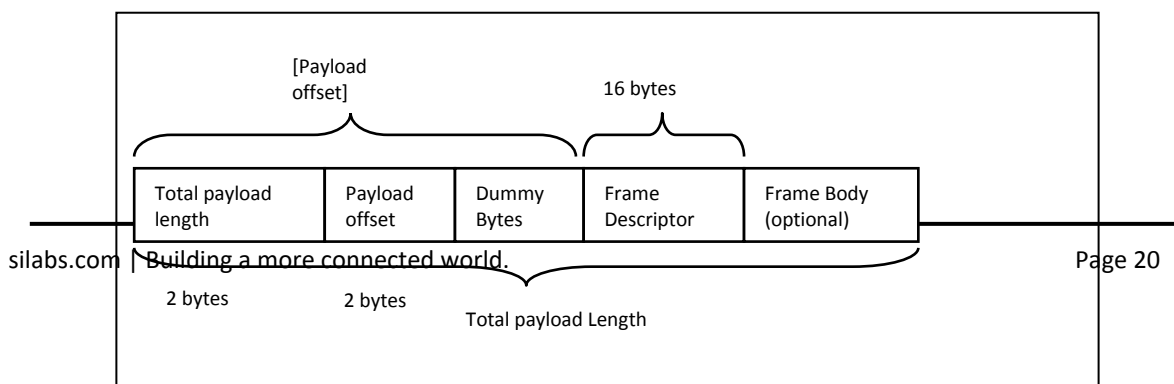 [Payload
offset]
16 bytes
Total payload
length
Payload
offset
Dummy
Bytes
Frame
Descriptor
Frame Body
(optional)
silabs.com | Building a more connected world.
Page 20
2 bytes
2 bytes
Total payload Length